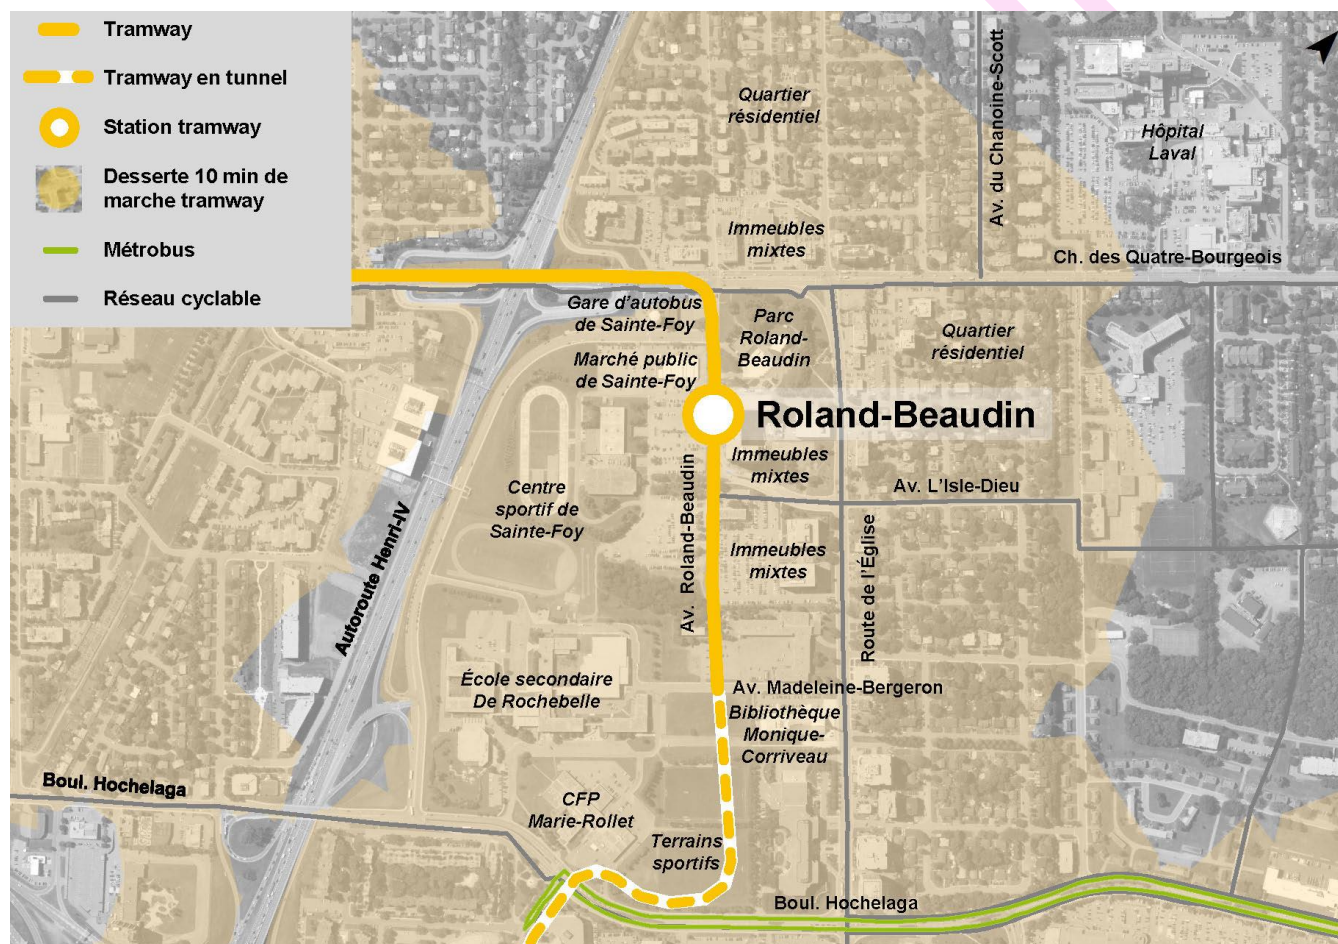 Tramway
Tramway en tunnel
Station tramway
Desserte 10 min de
marche tramway
Métrobus
Réseau cyclable
Quartier
résidentiel
Av. du Chanoine-Scott
Hôpital
Laval
Immeubles
mixtes
Ch. des Quatre-Bourgeois
Gare d'autobus
de Sainte-Foy
Parc
Roland-
Beaudin
Quartier
résidentiel
Marché public
de Sainte-Foy
Roland-Beaudin
Immeubles
mixtes
Av. Roland-Beaudin
Av. L'Isle-Dieu
Centre
sportif de
Sainte-Foy
Autoroute Henri-IV
Immeubles
mixtes
Route de l'Église
École secondaire
De Rochebelle
Av. Madeleine-Bergeron
Bibliothèque
Monique-
Corriveau
Boul. Hochelaga
CFP
Marie-Rollet
Terrains
sportifs
Boul. Hochelaga